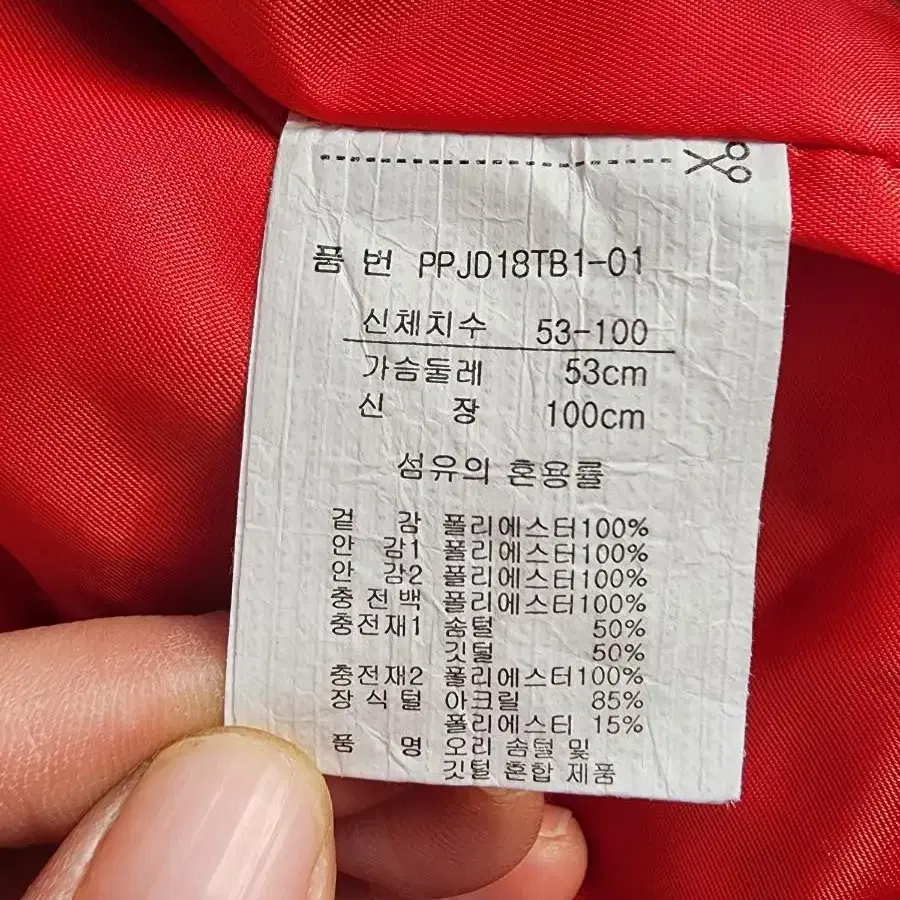 품 번 PPJD18TB1-01
신체치수 53-100
가슴둘레 53cm
신 장 100cm
섬유의 혼용률
겉 감 폴리에스터100%
안 감1 폴리에스터100%
안 감2 폴리에스터100%
충전백 폴리에스터100%
충전재1 솜털 50%
깃털 50%
충전재2 폴리에스터100%
장식털 아크릴 85%
폴리에스터 15%
품 명 오리 솜털 및
깃털 혼합 제품